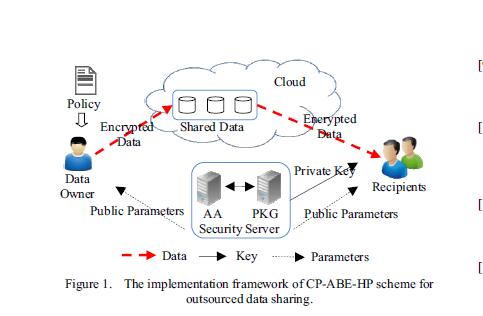 Cloud
Policy
Encrypted
Data
Shared Data
Encrypted
Data
Data
Owner
Private Key
Recipients
Public Parameters
AA
PKG
Security Server
Public Parameters
Data
Key
Parameters
Figure 1. The implementation framework of CP-ABE-HP scheme for
outsourced data sharing.
[
[
[
[